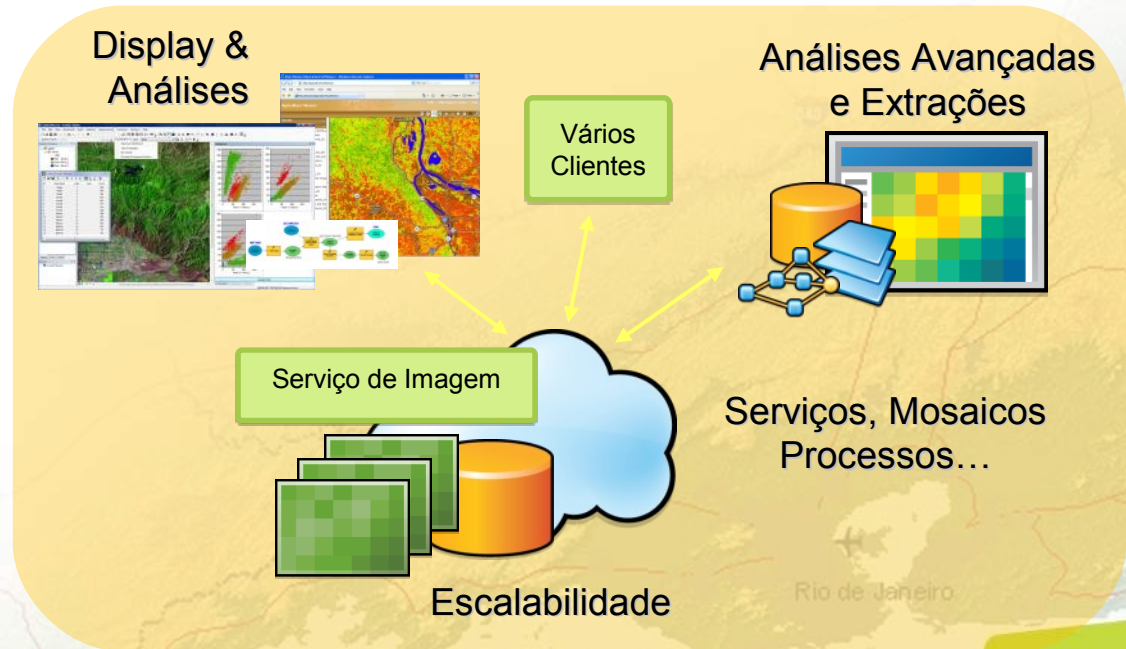 Display &
Análises
Análises Avançadas
e Extrações
Vários
Clientes
Serviço de Imagem
Serviços, Mosaicos
Processos…
Escalabilidade
Rio de Janeiro